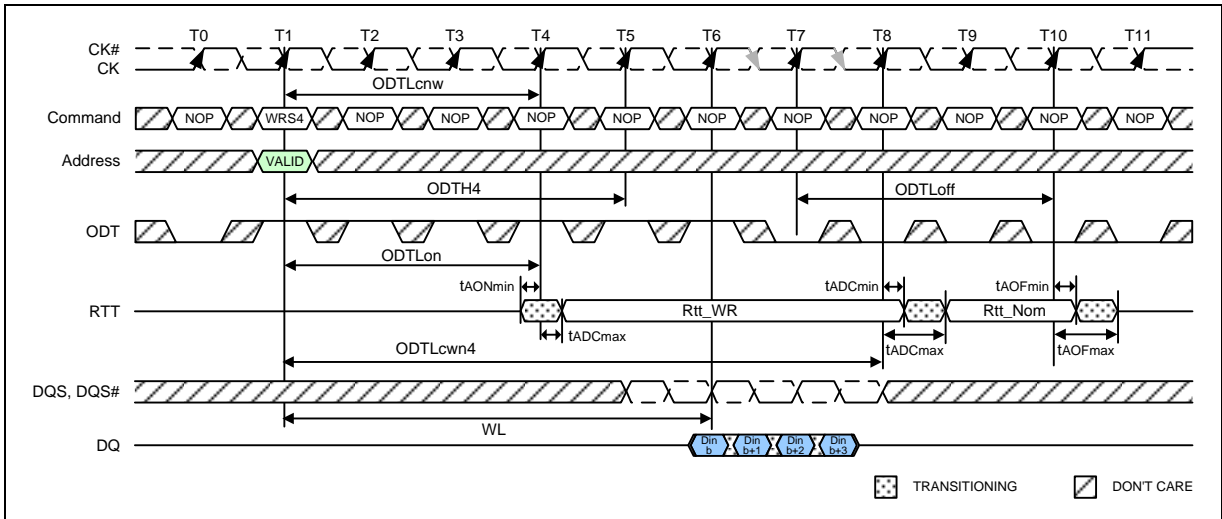 T0 T1 T2 T3 T4 T5 T6 T7 T8 T9 T10 T11
CK#
CK
ODTLcnw
Command NOP WRS4 NOP NOP NOP NOP NOP NOP NOP NOP NOP NOP
Address VALID
ODTH4 ODTLoff
ODT
ODTLon
tAONmin tADCmin tAOFmin
RTT Rtt_WR Rtt_Nom
tADCmax tADCmax tAOFmax
ODTLcwn4
DQS, DQS#
WL
DQ Din b Din b+1 Din b+2 Din b+3
TRANSITIONING DON'T CARE